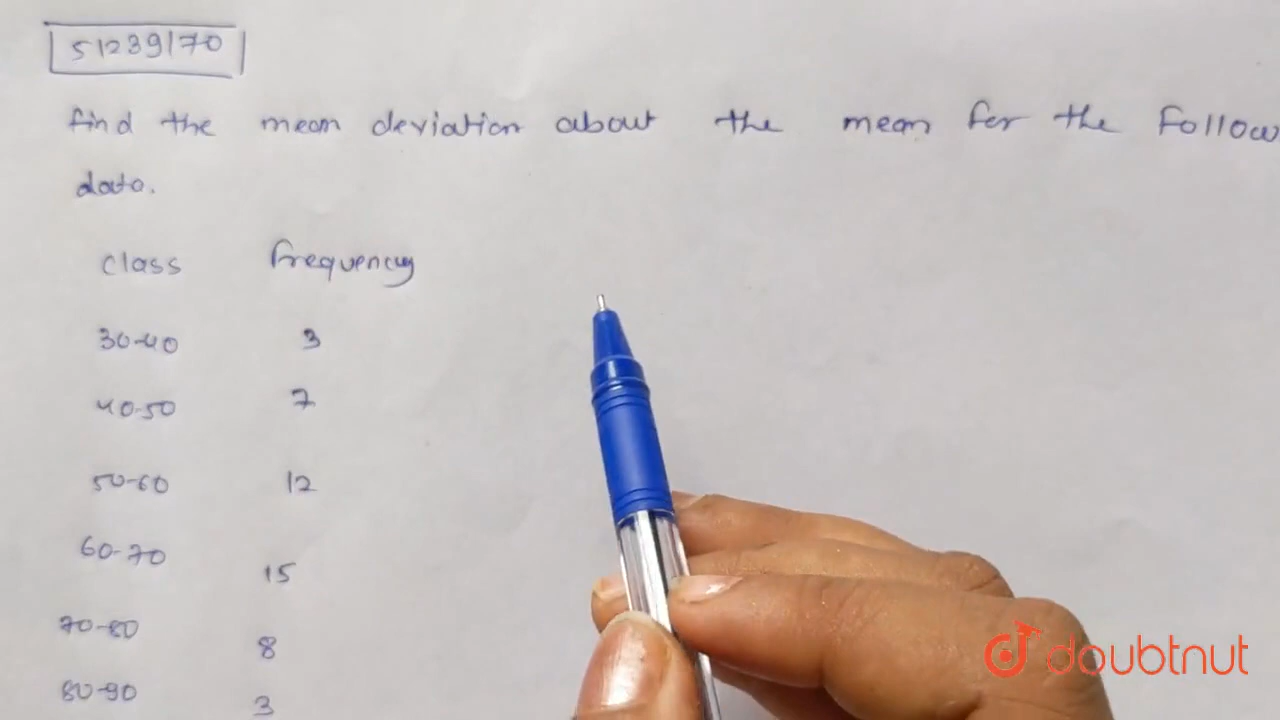 51239170
find the mean deviation about the mean for the follow
data.
class frequency
30-40 3
40-50 7
50-60 12
60-70 15
70-80 8
80-90 3
doubtnut